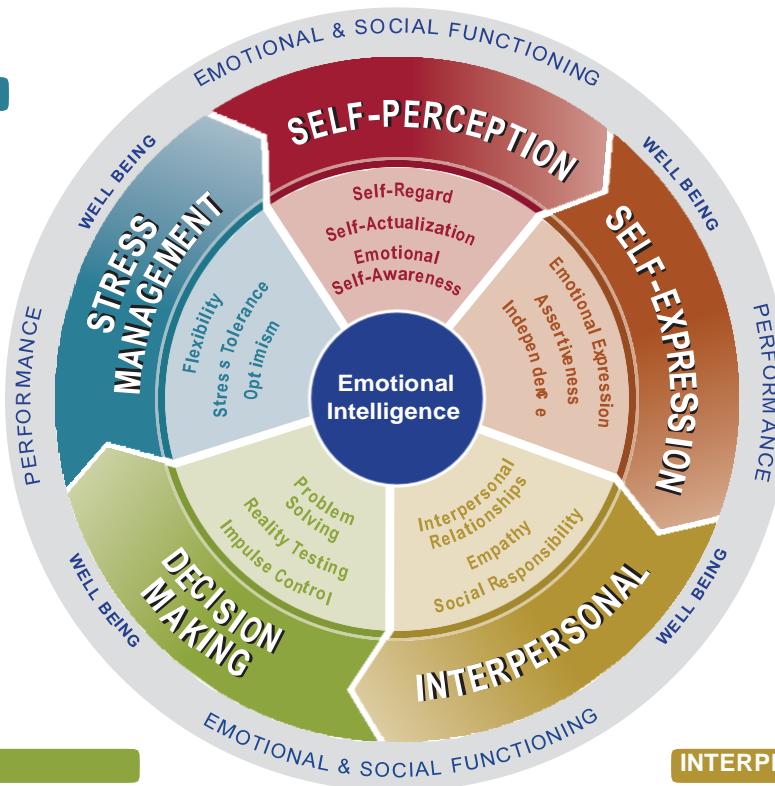 EMOTIONAL & SOCIAL FUNCTIONING
WELL BEING
WELL BEING
PERFORMANCE
PERFORMANCE
SELF-PERCEPTION
Self-Regard
Self-Actualization
Emotional
Self-Awareness
SELF-EXPRESSION
Emotional Expression
Assertiveness
Independence
STRESS
MANAGEMENT
Flexibility
Stress Tolerance
Optimism
Emotional
Intelligence
Problem
Solving
Reality Testing
Impulse Control
DECISION
MAKING
Interpersonal
Relationships
Empathy
Social Responsibility
INTERPERSONAL
WELL BEING
WELL BEING
EMOTIONAL & SOCIAL FUNCTIONING
INTERP